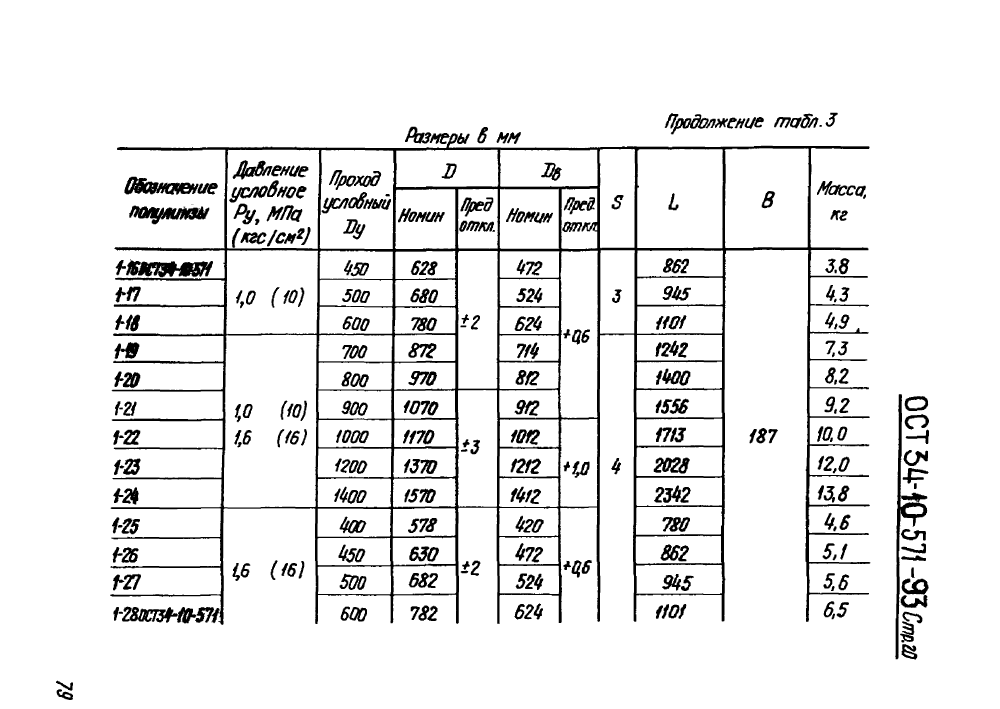 Продолжение табл. 3
Размеры в мм
Обозначение полулинзы | Давление условное Ру, МПа (кгс/см²) | Проход условный Dу | D | Dв | S | L | B | Масса, кг
Номин | Пред откл. | Номин | Пред. откл.
1-16 ОСТ34-10-571 | 1,0 (10) | 450 | 628 | ±2 | 472 | +0,6 | 3 | 862 | 187 | 3.8
1-17 | 500 | 680 | 524 | 945 | 4,3
1-18 | 600 | 780 | 624 | 1101 | 4,9
1-19 | 1,0 (10) 1,6 (16) | 700 | 872 | 714 | 4 | 1242 | 7,3
1-20 | 800 | 970 | 812 | 1400 | 8,2
1-21 | 900 | 1070 | ±3 | 912 | 1556 | 9,2
1-22 | 1000 | 1170 | 1012 | +1,0 | 1713 | 10,0
1-23 | 1200 | 1370 | 1212 | 2028 | 12,0
1-24 | 1400 | 1570 | 1412 | 2342 | 13,8
1-25 | 1,6 (16) | 400 | 578 | ±2 | 420 | +0,6 | 780 | 4,6
1-26 | 450 | 630 | 472 | 862 | 5,1
1-27 | 500 | 682 | 524 | 945 | 5,6
1-28 ОСТ34-10-571 | 600 | 782 | 624 | 1101 | 6,5
ОСТ 34-10-571-93 Стр.20
79